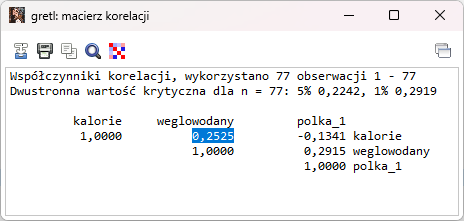 gretl: macierz korelacji
Współczynniki korelacji, wykorzystano 77 obserwacji 1 - 77
Dwustronna wartość krytyczna dla n = 77: 5% 0,2242, 1% 0,2919
kalorie weglowodany polka_1
1,0000 0,2525 -0,1341 kalorie
1,0000 0,2915 weglowodany
1,0000 polka_1